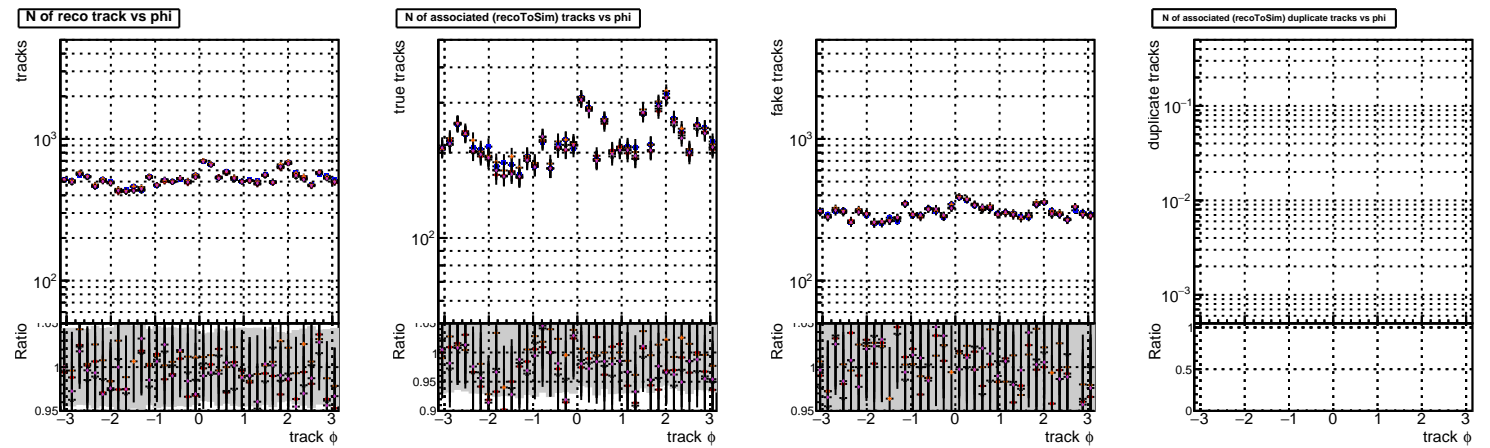 N of reco track vs phi
tracks
10³
10²
Ratio
1.05
1
0.95
−3 −2 −1 0 1 2 3
track ϕ
N of associated (recoToSim) tracks vs phi
true tracks
10²
Ratio
1
0.95
0.9
−3 −2 −1 0 1 2 3
track ϕ
fake tracks
10³
10²
Ratio
1.05
1
0.95
−3 −2 −1 0 1 2 3
track ϕ
N of associated (recoToSim) duplicate tracks vs phi
duplicate tracks
10⁻¹
10⁻²
10⁻³
Ratio
1
0.5
0
−3 −2 −1 0 1 2 3
track ϕ